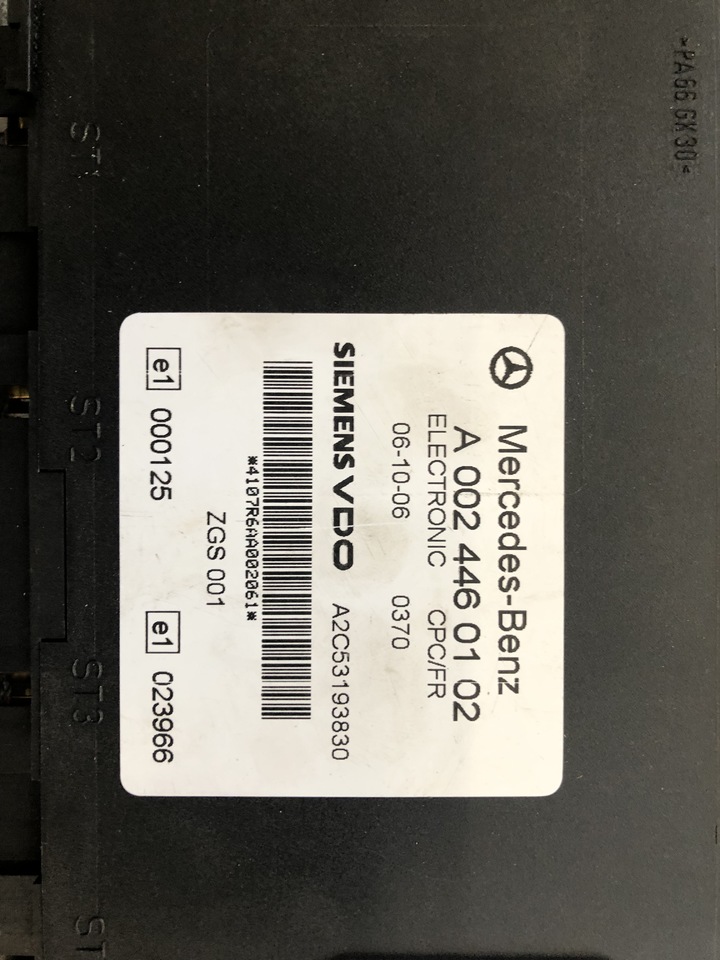 *PA66 GK30*
Mercedes-Benz
A 002 446 01 02
ELECTRONIC CPC/FR
06-10-06 0370
SIEMENS VDO A2C53193830
*4107R6AA002061*
ZGS 001
e1 000125 e1 023966
ST1
ST2
ST3
ST